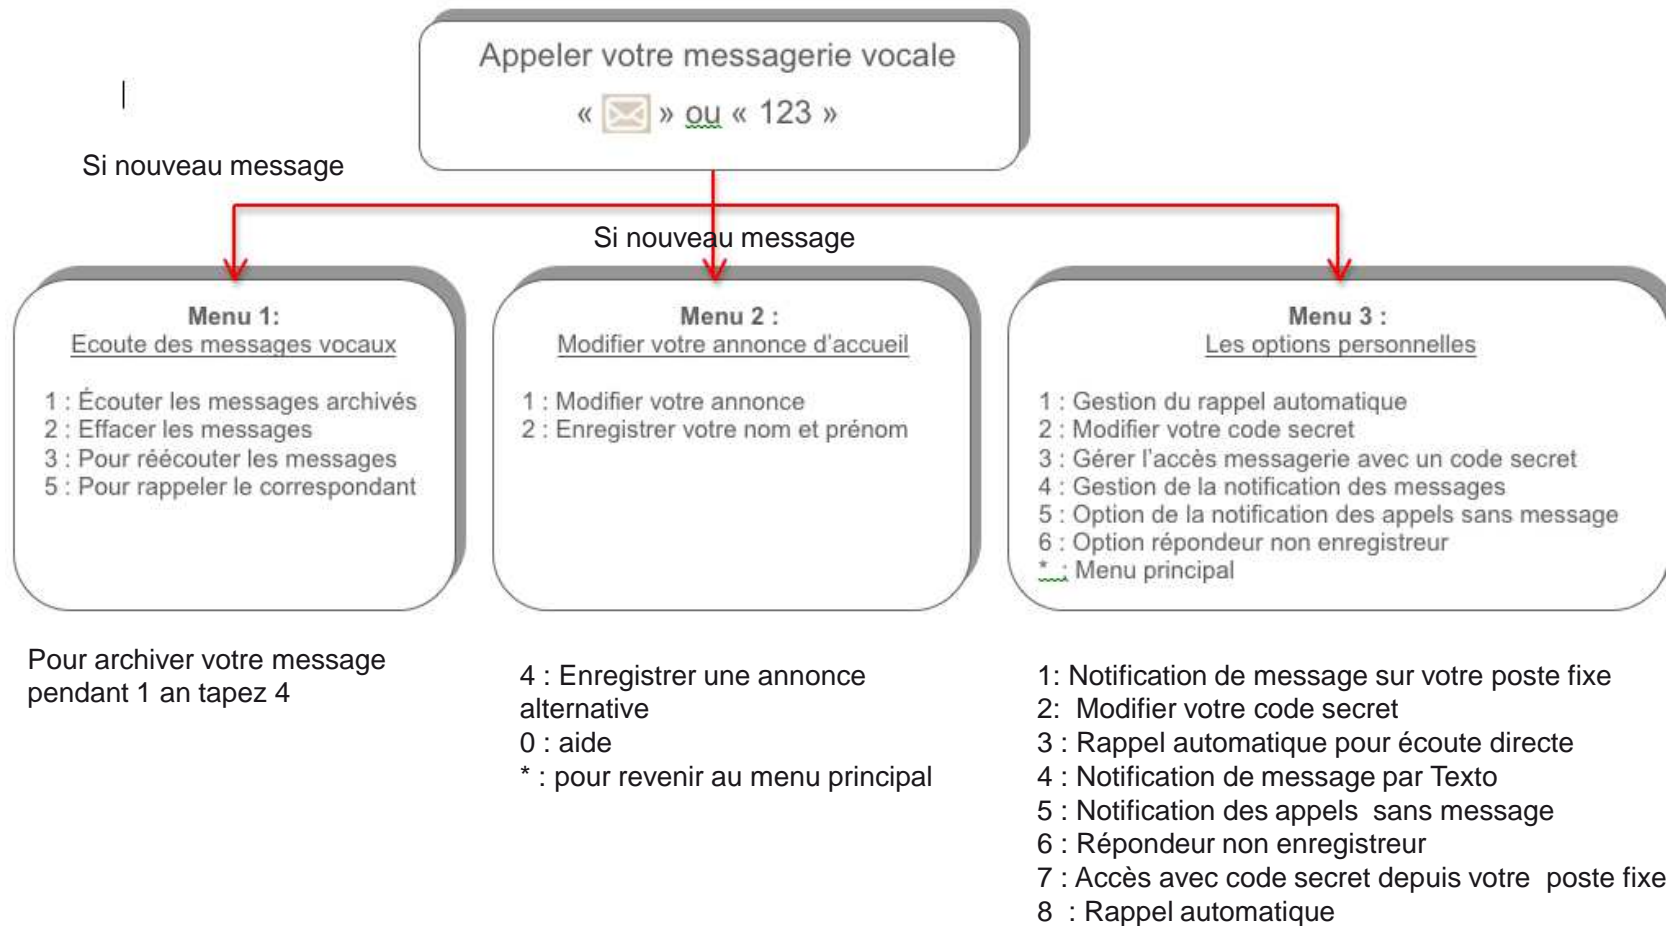 Appeler votre messagerie vocale
« » ou « 123 »
Si nouveau message
Si nouveau message
Menu 1:
Ecoute des messages vocaux
1 : Écouter les messages archivés
2 : Effacer les messages
3 : Pour réécouter les messages
5 : Pour rappeler le correspondant
Menu 2 :
Modifier votre annonce d'accueil
1 : Modifier votre annonce
2 : Enregistrer votre nom et prénom
Menu 3 :
Les options personnelles
1 : Gestion du rappel automatique
2 : Modifier votre code secret
3 : Gérer l'accès messagerie avec un code secret
4 : Gestion de la notification des messages
5 : Option de la notification des appels sans message
6 : Option répondeur non enregistreur
* : Menu principal
Pour archiver votre message
pendant 1 an tapez 4
4 : Enregistrer une annonce
alternative
0 : aide
* : pour revenir au menu principal
1: Notification de message sur votre poste fixe
2: Modifier votre code secret
3 : Rappel automatique pour écoute directe
4 : Notification de message par Texto
5 : Notification des appels sans message
6 : Répondeur non enregistreur
7 : Accès avec code secret depuis votre poste fixe
8 : Rappel automatique